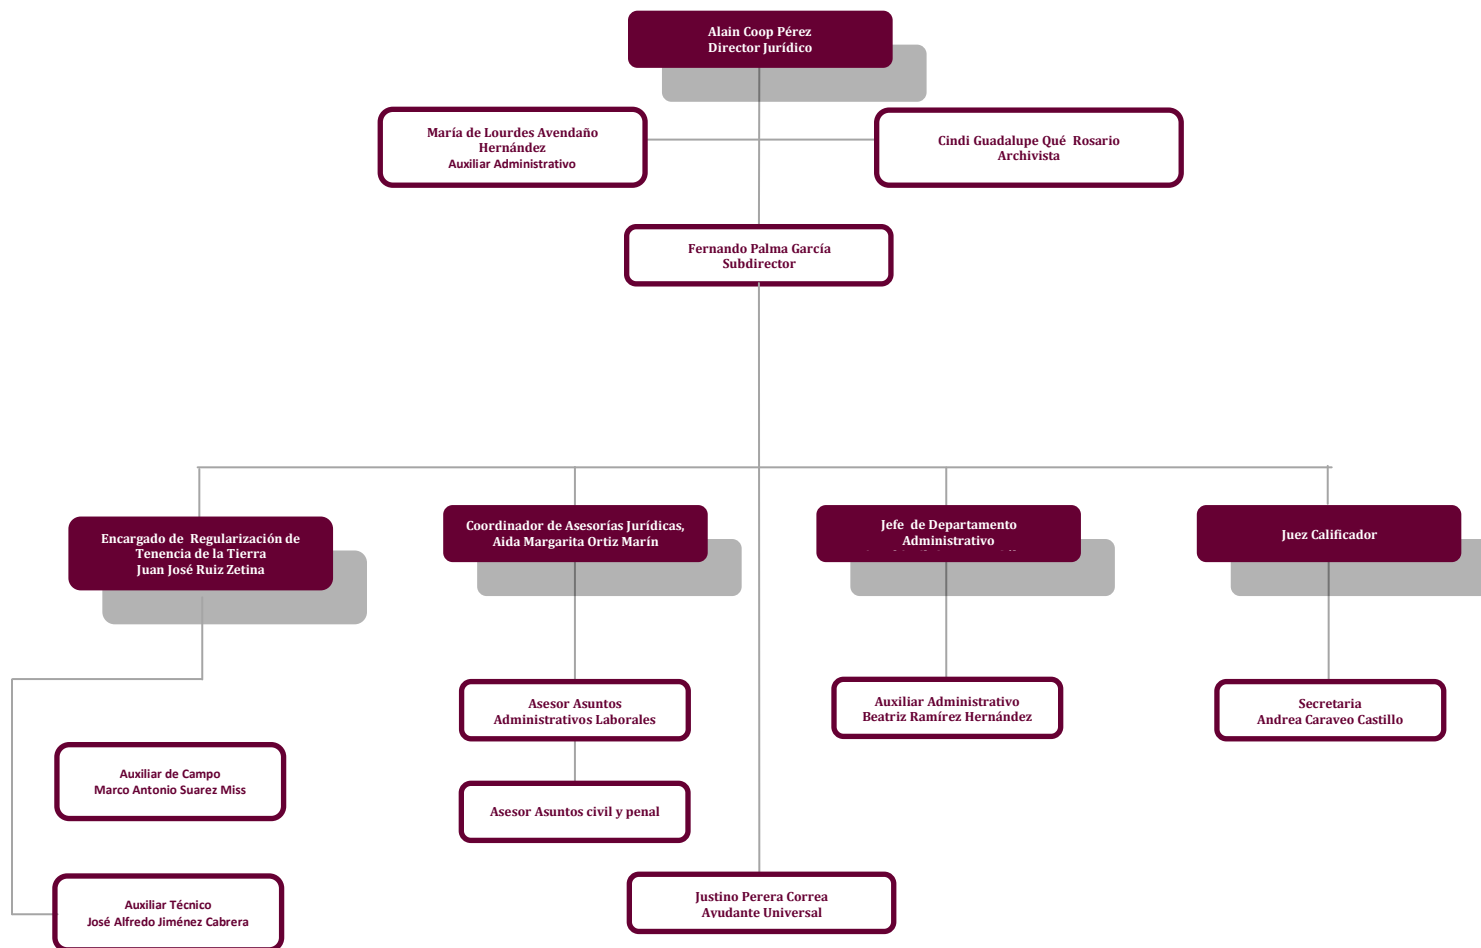 Alain Coop Pérez
Director Jurídico
María de Lourdes Avendaño
Hernández
Auxiliar Administrativo
Cindi Guadalupe Qué Rosario
Archivista
Fernando Palma García
Subdirector
Encargado de Regularización de
Tenencia de la Tierra
Juan José Ruiz Zetina
Coordinador de Asesorías Jurídicas,
Aida Margarita Ortiz Marín
Jefe de Departamento
Administrativo
Juez Calificador
Asesor Asuntos
Administrativos Laborales
Auxiliar Administrativo
Beatriz Ramírez Hernández
Secretaria
Andrea Caraveo Castillo
Auxiliar de Campo
Marco Antonio Suarez Miss
Asesor Asuntos civil y penal
Auxiliar Técnico
José Alfredo Jiménez Cabrera
Justino Perera Correa
Ayudante Universal